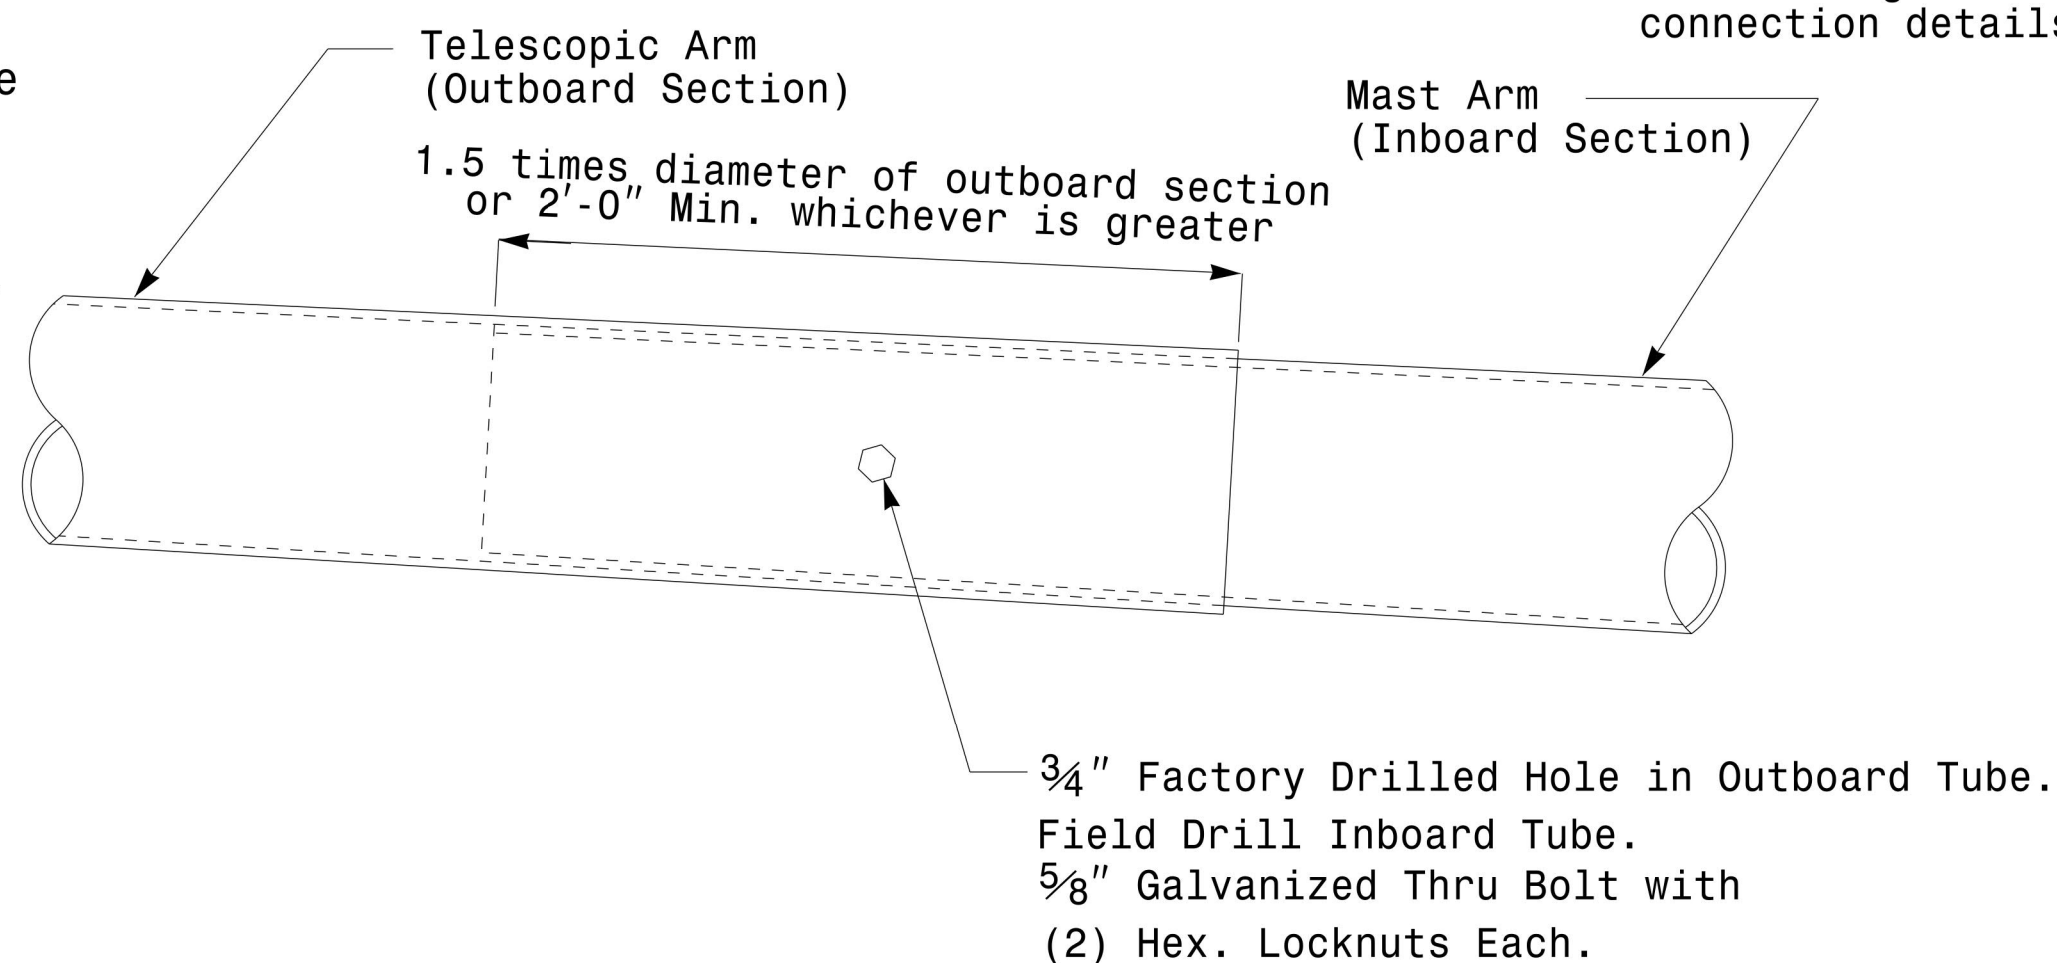 connection details
Telescopic Arm
(Outboard Section)
Mast Arm
(Inboard Section)
1.5 times diameter of outboard section
or 2'-0" Min. whichever is greater
3/4" Factory Drilled Hole in Outboard Tube.
Field Drill Inboard Tube.
5/8" Galvanized Thru Bolt with
(2) Hex. Locknuts Each.